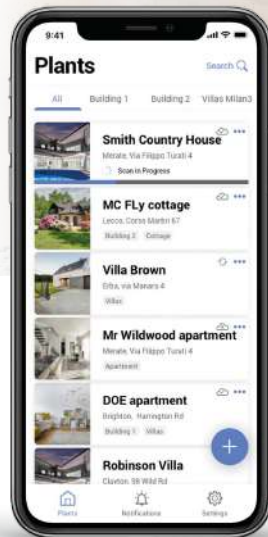 9:41
Plants
Search
All Building 1 Building 2 Villas Milan3
Smith Country House
Merate, Via Filippo Turati 4
Scan in Progress
MC FLy cottage
Lecco, Corso Martiri 67
Building 2 Cottage
Villa Brown
Erba, via Manara 4
Villas
Mr Wildwood apartment
Merate, Via Filippo Turati 4
Apartment
DOE apartment
Brighton, Harrington Rd
Building 1 Villas
Robinson Villa
Clayton, 98 Wild Rd
Plants Notifications Settings